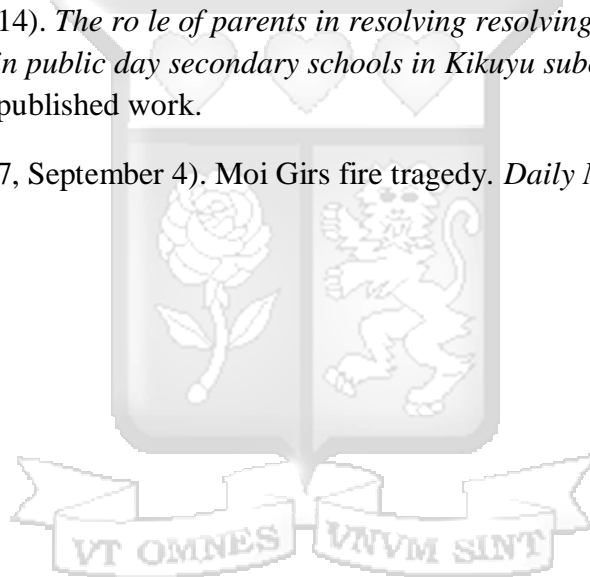 14). The ro le of parents in resolving resolving
in public day secondary schools in Kikuyu sub
published work.
7, September 4). Moi Girs fire tragedy. Daily
VT OMNES VNVM SINT